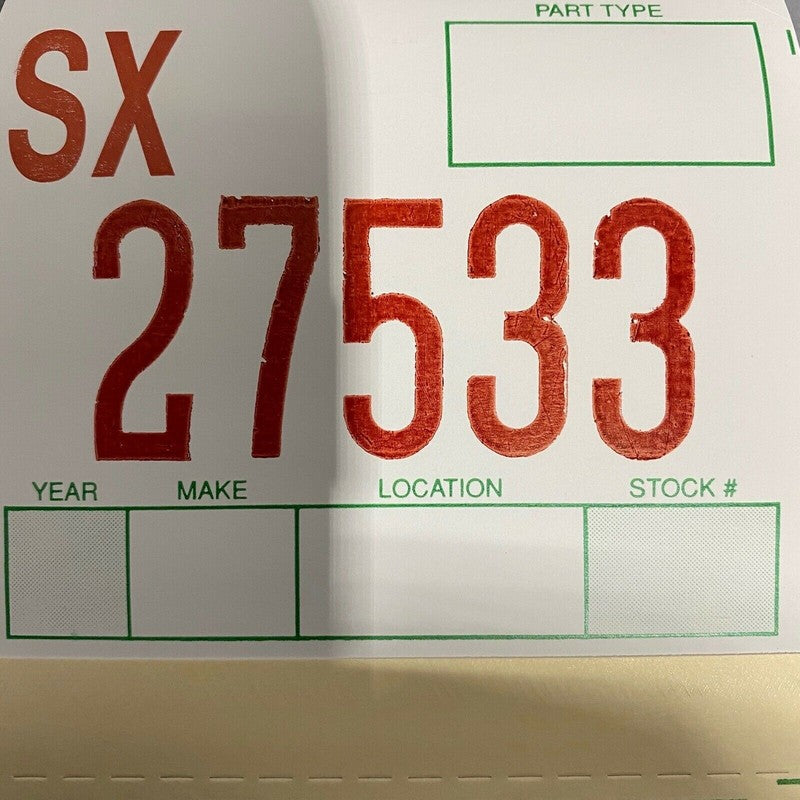 PART TYPE
SX
27533
YEAR MAKE LOCATION STOCK #